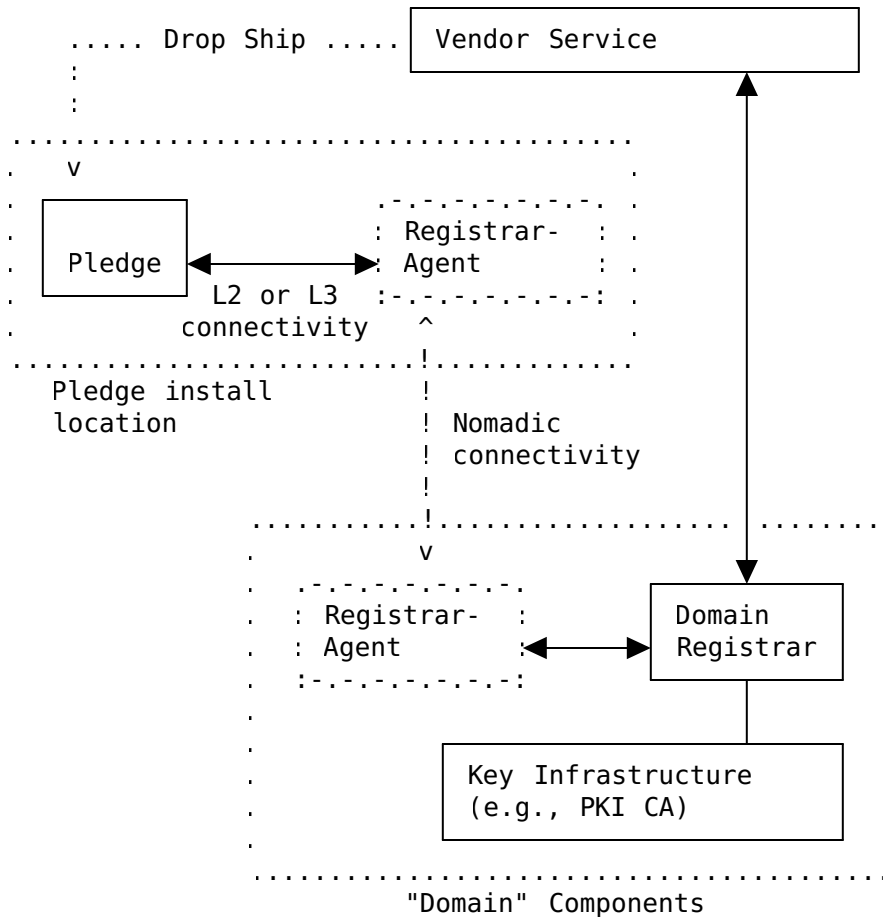 ..... Drop Ship ..... Vendor Service
Pledge
Registrar-
Agent
L2 or L3
connectivity
Pledge install
location
Nomadic
connectivity
Registrar-
Agent
Domain
Registrar
Key Infrastructure
(e.g., PKI CA)
"Domain" Components